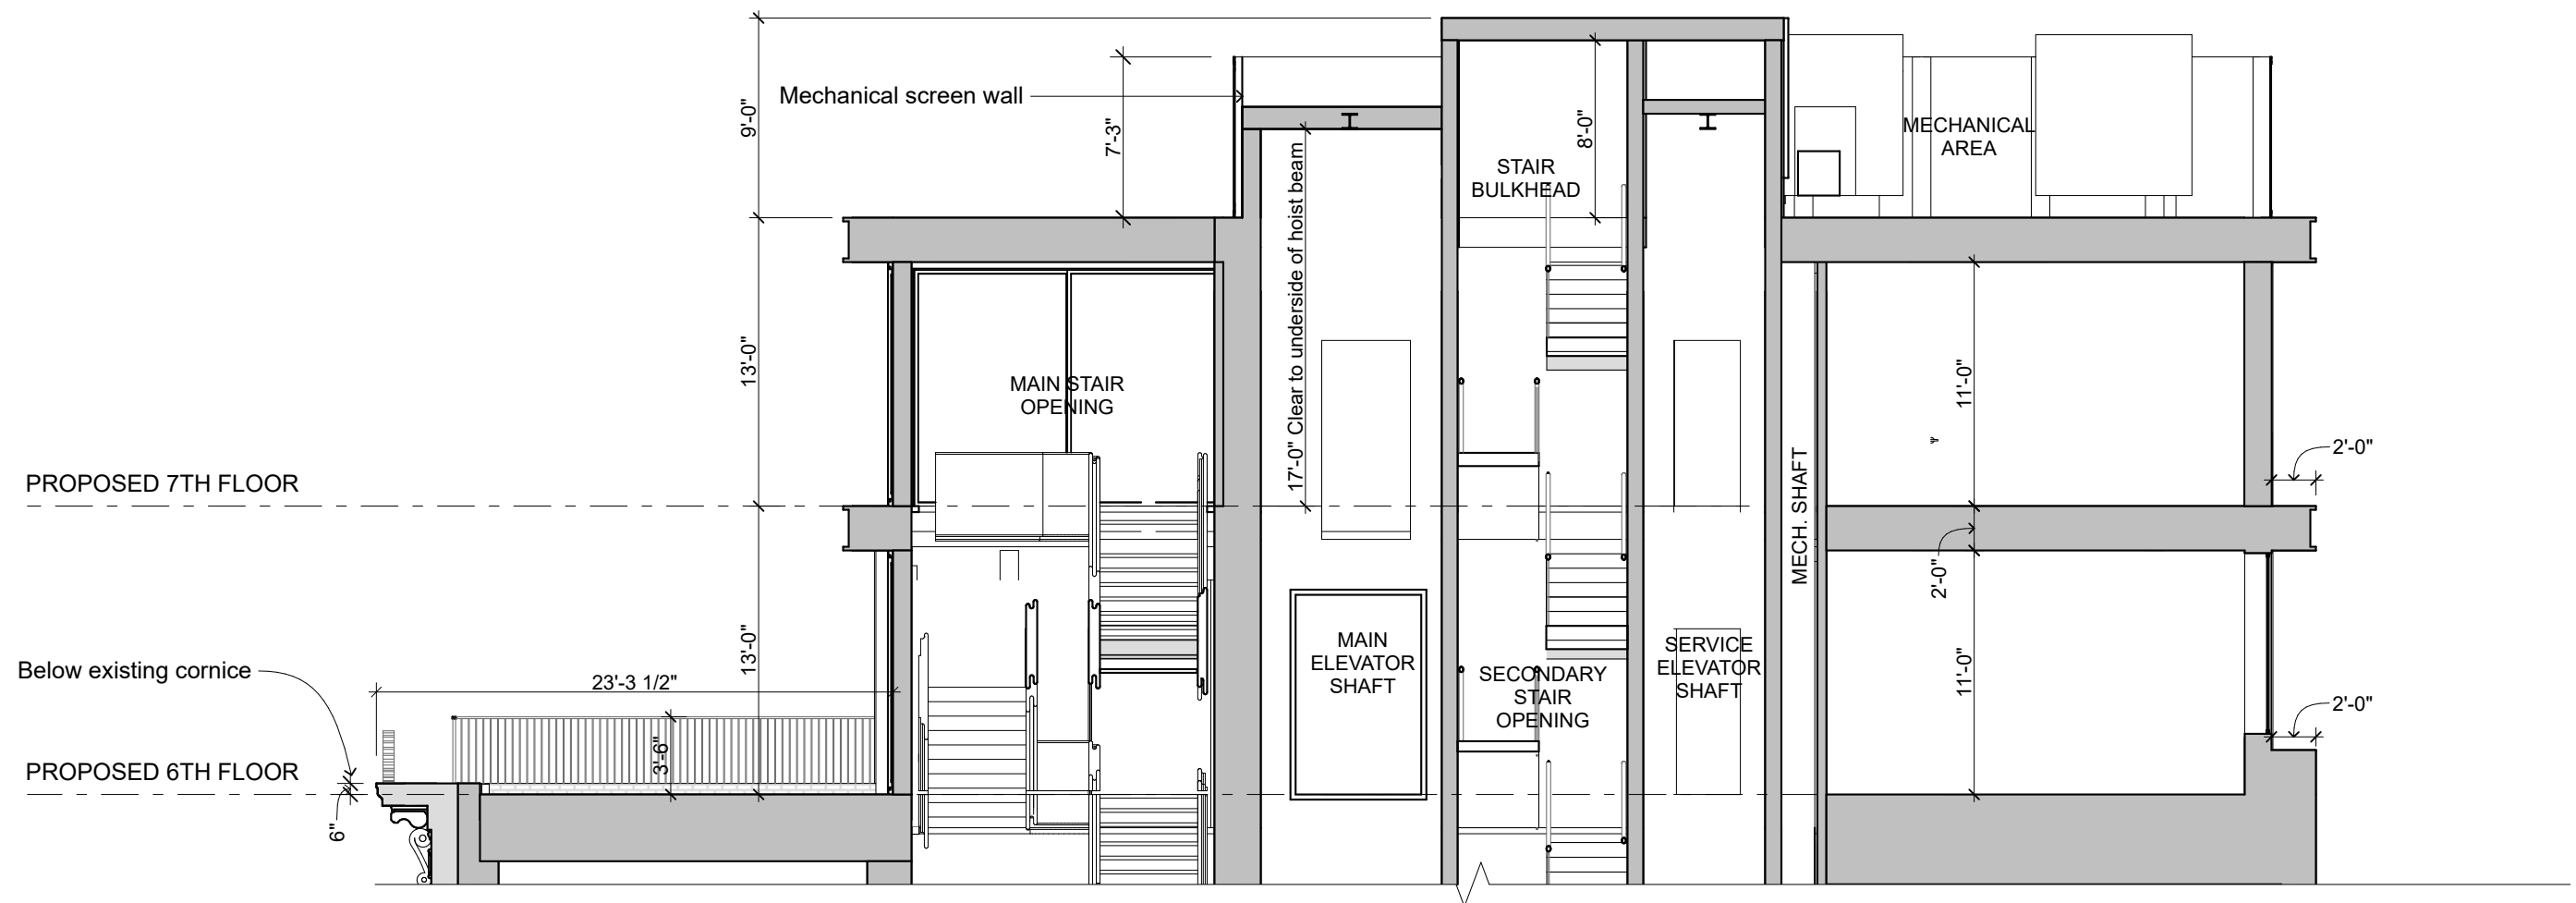 9'-0"
Mechanical screen wall
7'-3"
8'-0"
MECHANICAL
AREA
STAIR
BULKHEAD
17'-0" Clear to underside of hoist beam
13'-0"
MAIN STAIR
OPENING
11'-0"
2'-0"
PROPOSED 7TH FLOOR
MECH. SHAFT
2'-0"
13'-0"
Below existing cornice
23'-3 1/2"
MAIN
ELEVATOR
SHAFT
SECONDARY
STAIR
OPENING
SERVICE
ELEVATOR
SHAFT
11'-0"
2'-0"
3'-6"
PROPOSED 6TH FLOOR
6"